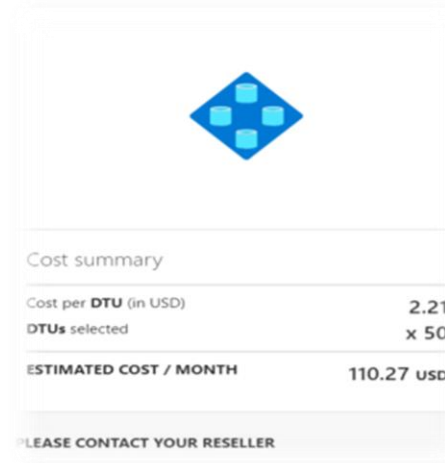 Cost summary
Cost per DTU (in USD) 2.21
DTUs selected x 50
ESTIMATED COST / MONTH 110.27 USD
PLEASE CONTACT YOUR RESELLER